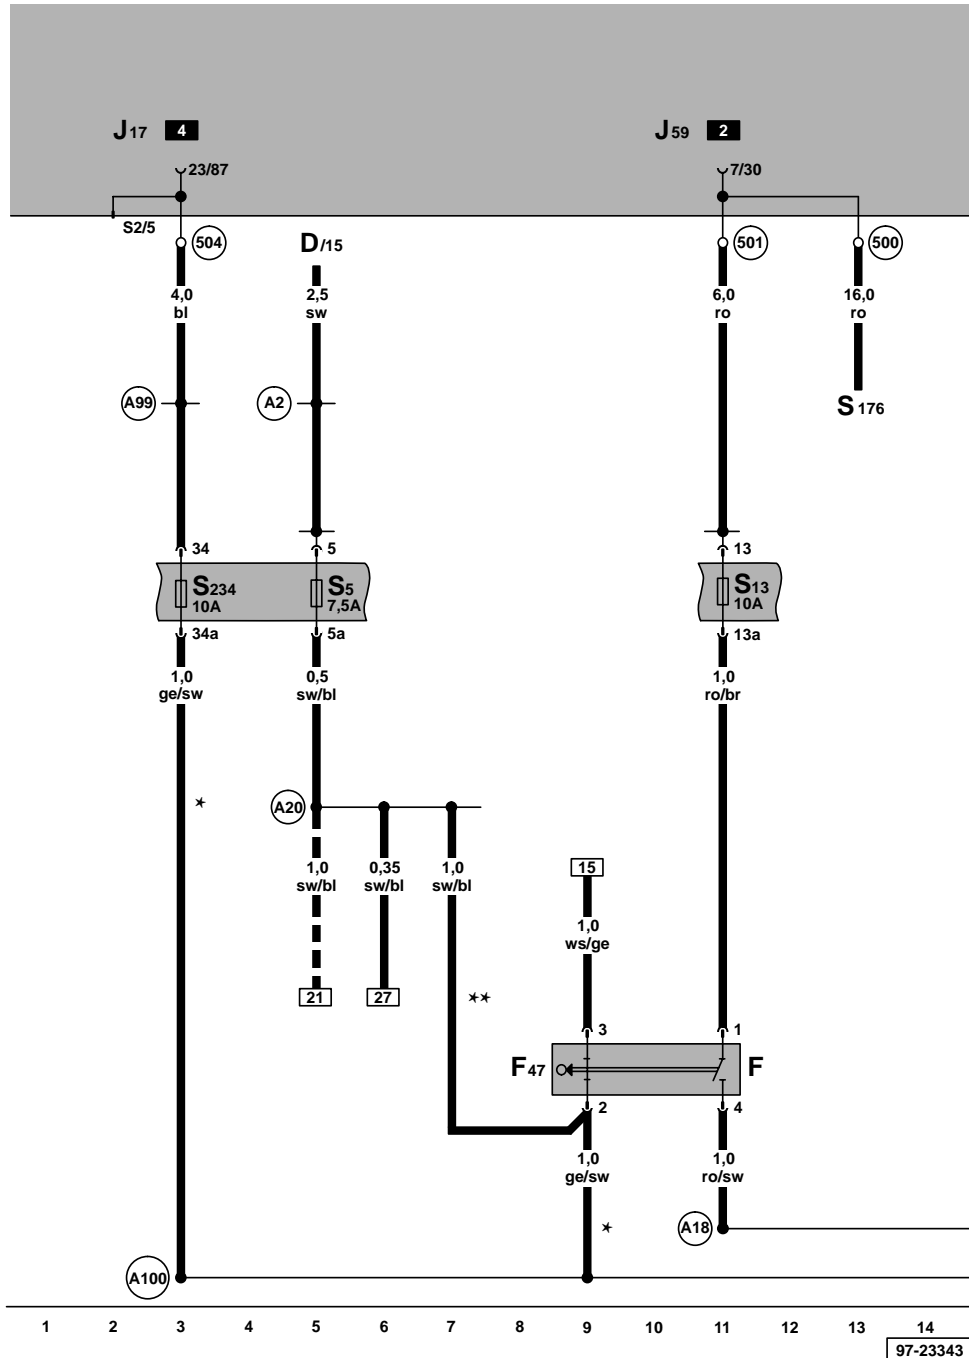 J17 4 J59 2
23/87 7/30
S2/5
504 D/15 501 500
4,0 2,5 6,0 16,0
bl sw ro ro
A99 A2 S176
34 5 13
S234 S5 S13
10A 7,5A 10A
34a 5a 13a
1,0 0,5 1,0
ge/sw sw/bl ro/br
*
A20
1,0 0,35 1,0 15
sw/bl sw/bl sw/bl
1,0
ws/ge
21 27 **
3 1
F47 F
2 4
1,0 1,0
ge/sw ro/sw
* A18
A100
1 2 3 4 5 6 7 8 9 10 11 12 13 14
97-23343